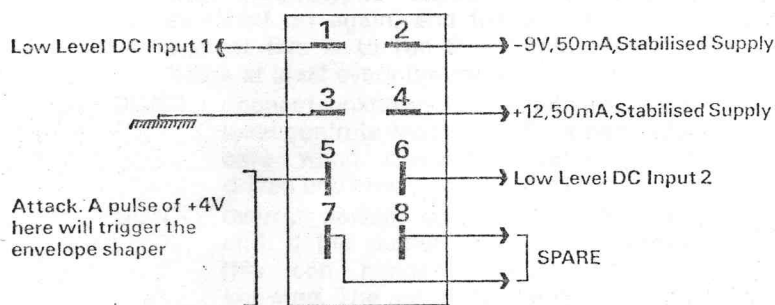 1 2
Low Level DC Input 1
-9V, 50mA, Stabilised Supply
3 4
+12, 50mA, Stabilised Supply
5 6
Low Level DC Input 2
Attack. A pulse of +4V
here will trigger the
envelope shaper
7 8
SPARE